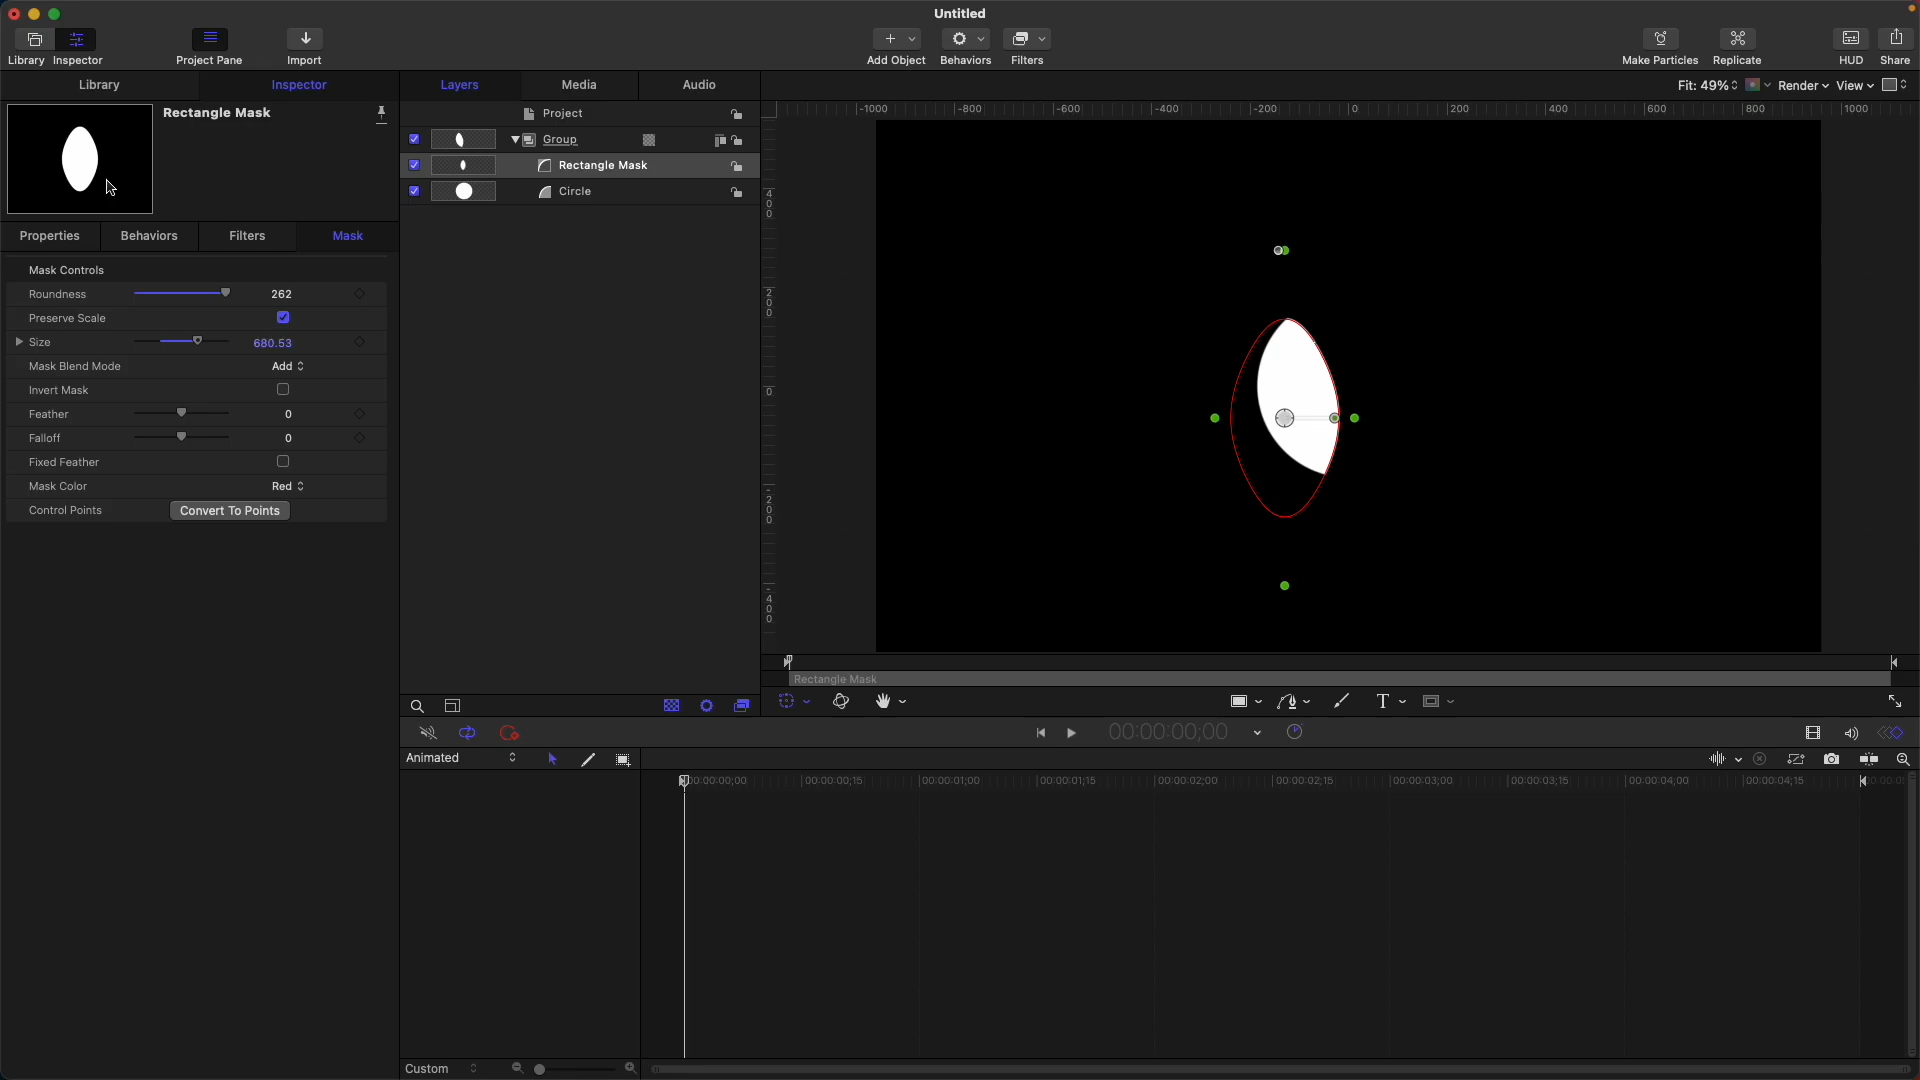 Untitled
Library Inspector
Project Pane
Import
Add Object
Behaviors
Filters
Make Particles
Replicate
HUD
Share
Library
Inspector
Layers
Media
Audio
Fit: 49%
Render
View
Rectangle Mask
Project
Group
Rectangle Mask
Circle
-1000 -800 -600 -400 -200 0 200 400 600 800 1000
400
200
0
-200
-400
Properties
Behaviors
Filters
Mask
Mask Controls
Roundness 262
Preserve Scale
Size 680.53
Mask Blend Mode Add
Invert Mask
Feather 0
Falloff 0
Fixed Feather
Mask Color Red
Control Points Convert To Points
Rectangle Mask
T
00:00:00;00
Animated
00:00:00;00 00:00:00;15 00:00:01;00 00:00:01;15 00:00:02;00 00:00:02;15 00:00:03;00 00:00:03;15 00:00:04;00 00:00:04;15
Custom